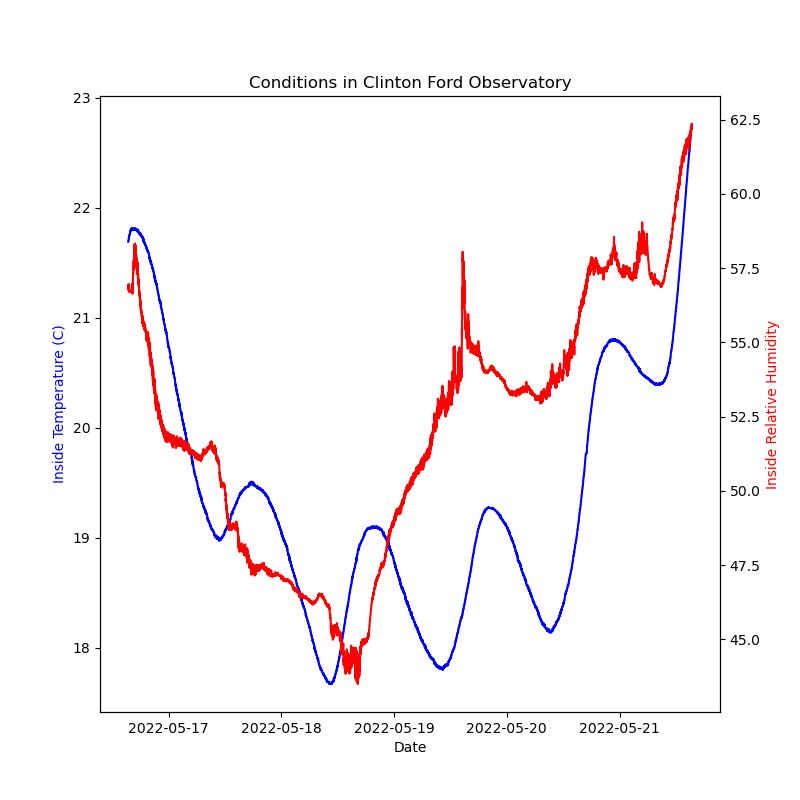 Conditions in Clinton Ford Observatory
Inside Temperature (C)
23
22
21
20
19
18
62.5
60.0
57.5
55.0
52.5
50.0
47.5
45.0
Inside Relative Humidity
2022-05-17 2022-05-18 2022-05-19 2022-05-20 2022-05-21
Date